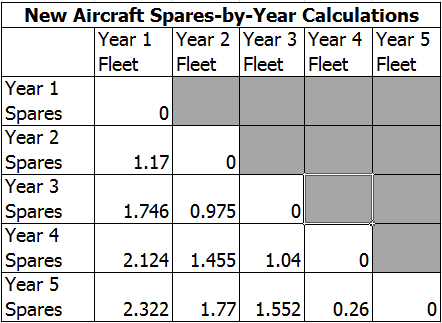 New Aircraft Spares-by-Year Calculations
Year 1 Year 2 Year 3 Year 4 Year 5
Fleet Fleet Fleet Fleet Fleet
Year 1
Spares 0
Year 2
Spares 1.17 0
Year 3
Spares 1.746 0.975 0
Year 4
Spares 2.124 1.455 1.04 0
Year 5
Spares 2.322 1.77 1.552 0.26 0